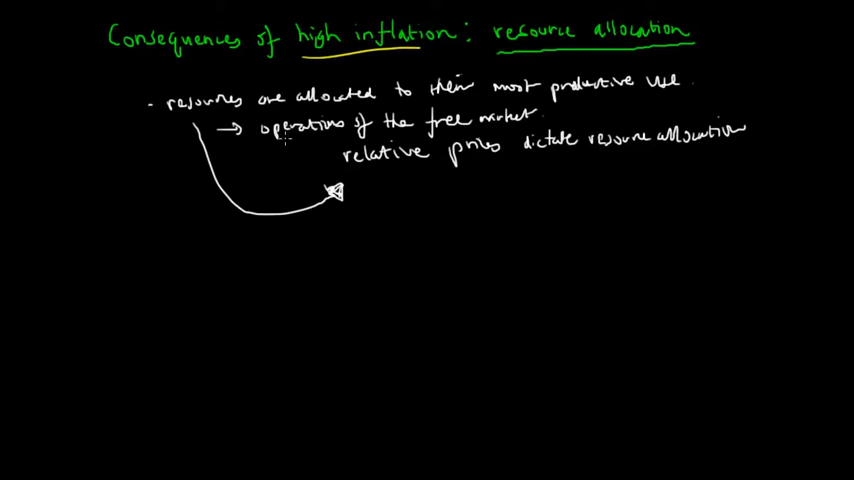 Consequences of high inflation: resource allocation
- resources are allocated to their most productive use.
→ operations of the free market.
relative prices dictate resource allocation